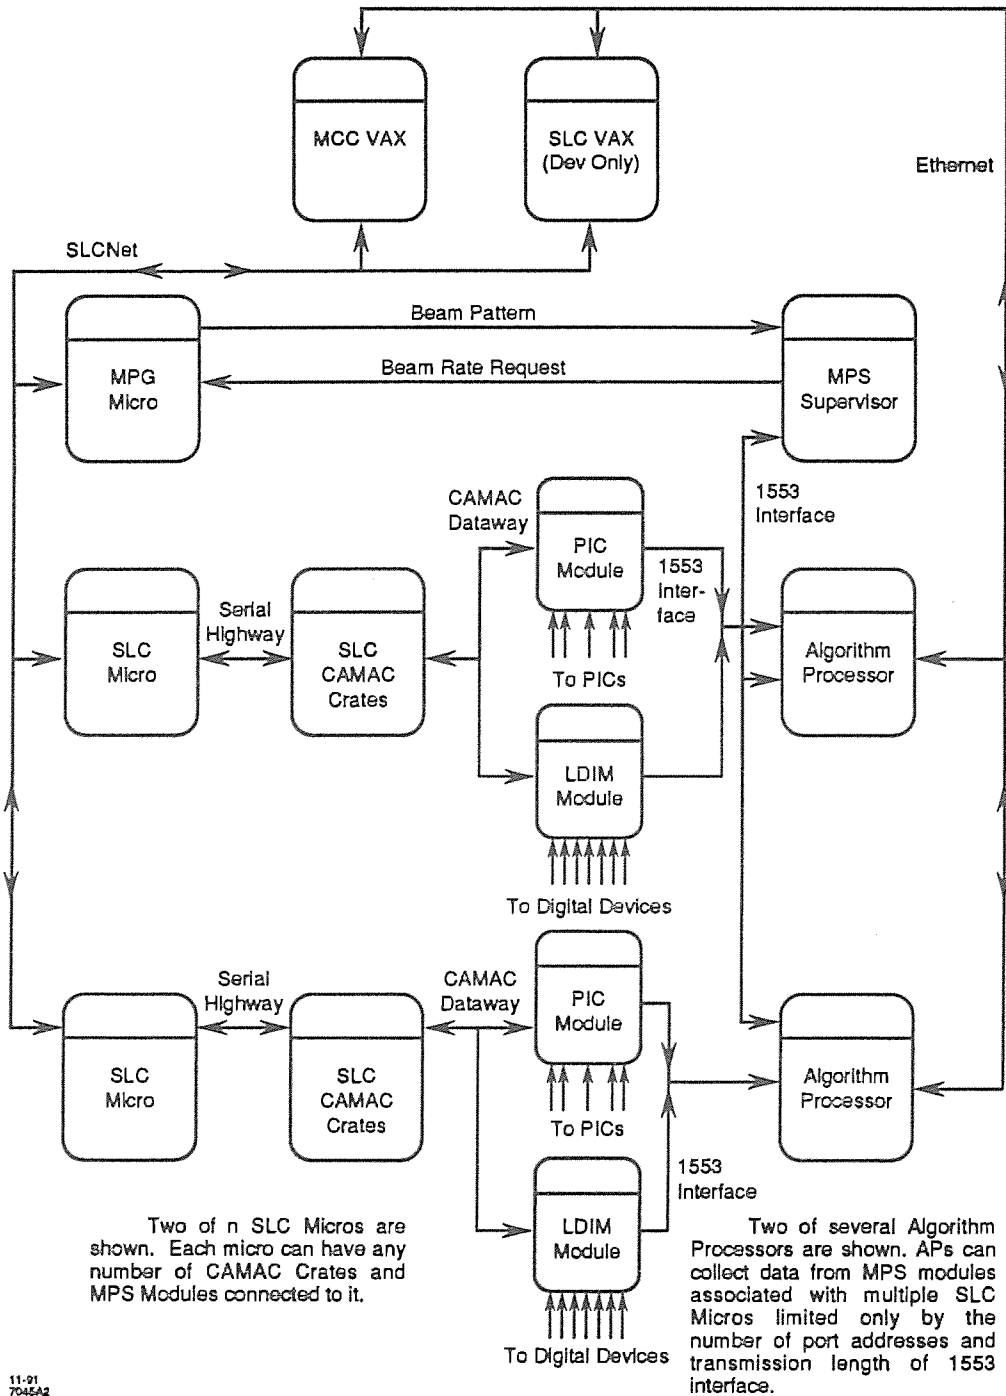 MCC VAX
SLC VAX
(Dev Only)
Ethernet
SLCNet
Beam Pattern
Beam Rate Request
MPG
Micro
MPS
Supervisor
1553
Interface
CAMAC
Dataway
PIC
Module
1553
Inter-
face
Serial
Highway
SLC
Micro
SLC
CAMAC
Crates
Algorithm
Processor
To PICs
LDIM
Module
To Digital Devices
Serial
Highway
CAMAC
Dataway
PIC
Module
SLC
Micro
SLC
CAMAC
Crates
Algorithm
Processor
To PICs
1553
Interface
LDIM
Module
To Digital Devices
Two of n SLC Micros are
shown. Each micro can have any
number of CAMAC Crates and
MPS Modules connected to it.
Two of several Algorithm
Processors are shown. APs can
collect data from MPS modules
associated with multiple SLC
Micros limited only by the
number of port addresses and
transmission length of 1553
interface.
11-91
7045A2